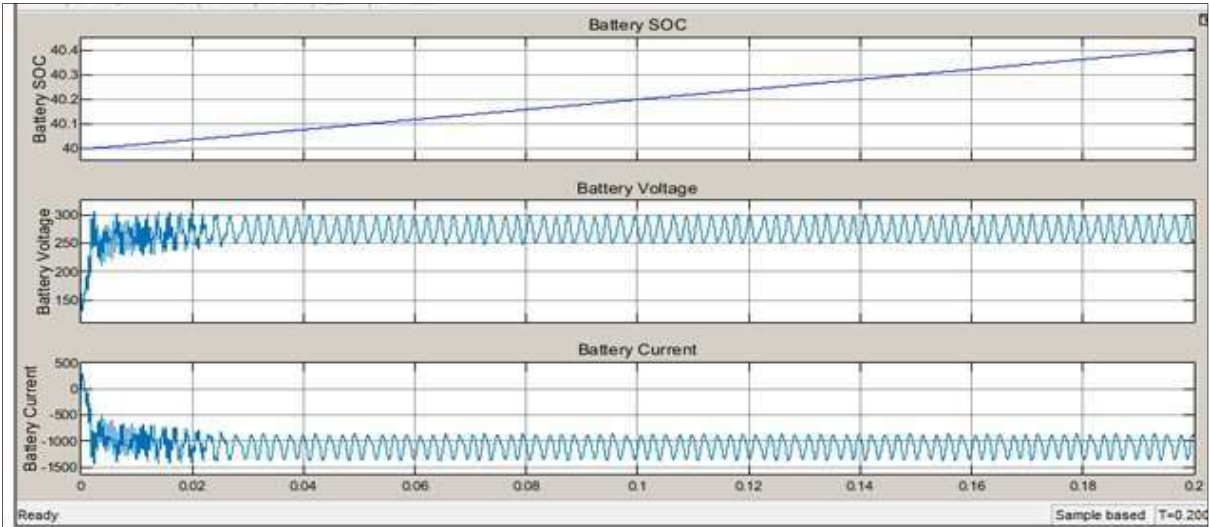 Battery SOC
Battery SOC
40.4
40.3
40.2
40.1
40
Battery Voltage
Battery Voltage
300
250
200
150
Battery Current
Battery Current
500
0
-500
-1000
-1500
0 0.02 0.04 0.06 0.08 0.1 0.12 0.14 0.16 0.18 0.2
Ready Sample based T=0.200